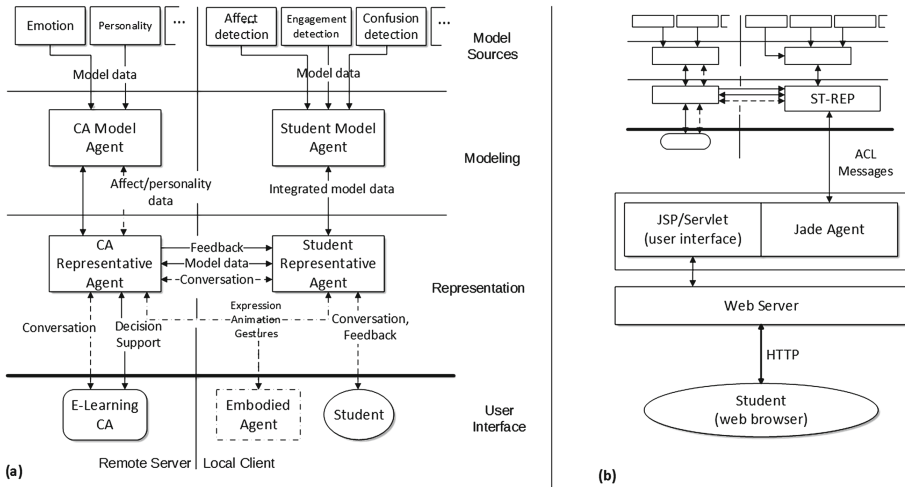 Emotion
Personality
...
Affect
detection
Engagement
detection
Confusion
detection
...
Model
Sources
Model data
Model data
CA Model
Agent
Student Model
Agent
Modeling
Affect/personality
data
Integrated model data
CA
Representative
Agent
Feedback
Model data
Conversation
Student
Representative
Agent
Representation
Conversation
Decision
Support
Expression
Animation
Gestures
Conversation,
Feedback
E-Learning
CA
Embodied
Agent
Student
User
Interface
(a)
Remote Server
Local Client
...
ST-REP
ACL
Messages
JSP/Servlet
(user interface)
Jade Agent
Web Server
HTTP
Student
(web browser)
(b)